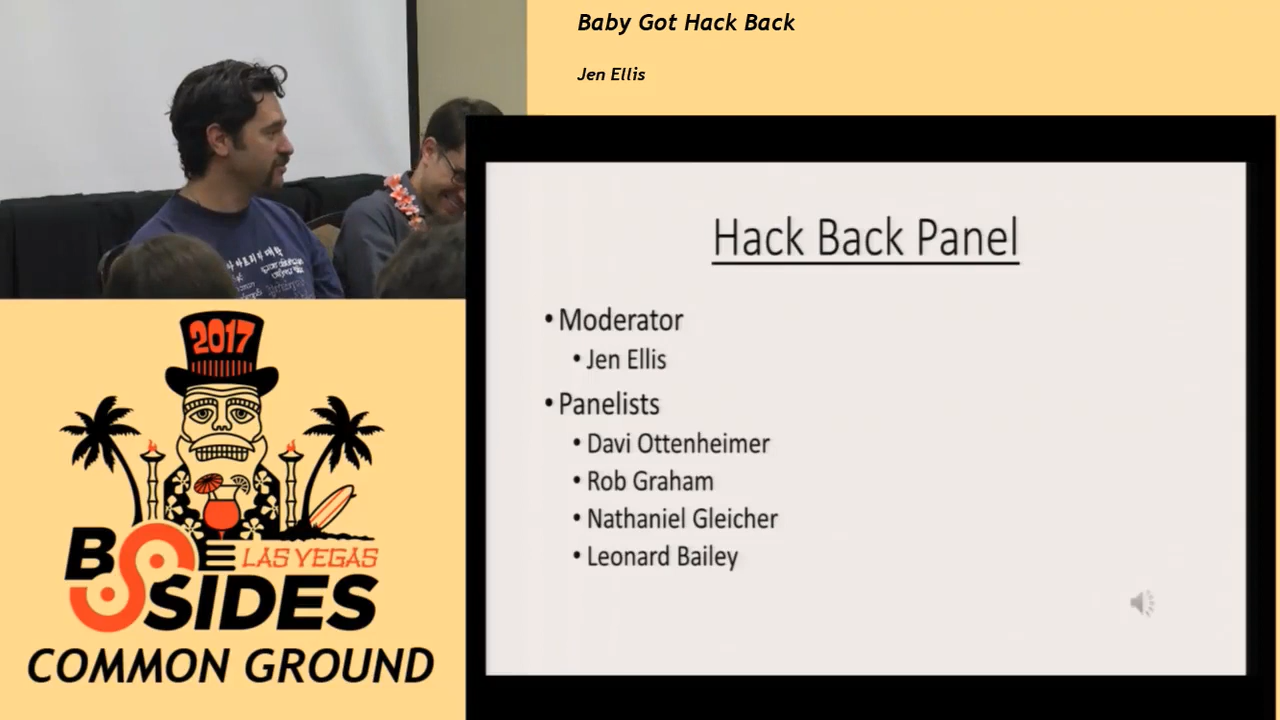 Baby Got Hack Back
Jen Ellis
Hack Back Panel
• Moderator
• Jen Ellis
• Panelists
• Davi Ottenheimer
• Rob Graham
• Nathaniel Gleicher
• Leonard Bailey
2017
BSIDES
LAS VEGAS
COMMON GROUND